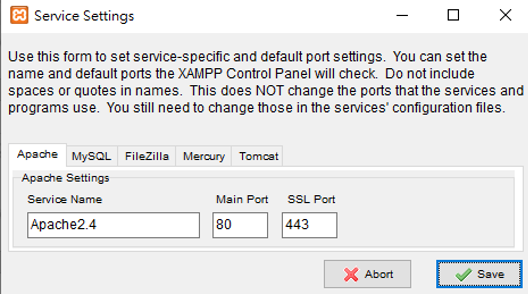 Service Settings
Use this form to set service-specific and default port settings.  You can set the
name and default ports the XAMPP Control Panel will check.  Do not include
spaces or quotes in names.  This does NOT change the ports that the services and
programs use.  You still need to change those in the services' configuration files.
Apache MySQL FileZilla Mercury Tomcat
Apache Settings
Service Name Main Port SSL Port
Apache2.4 80 443
Abort Save